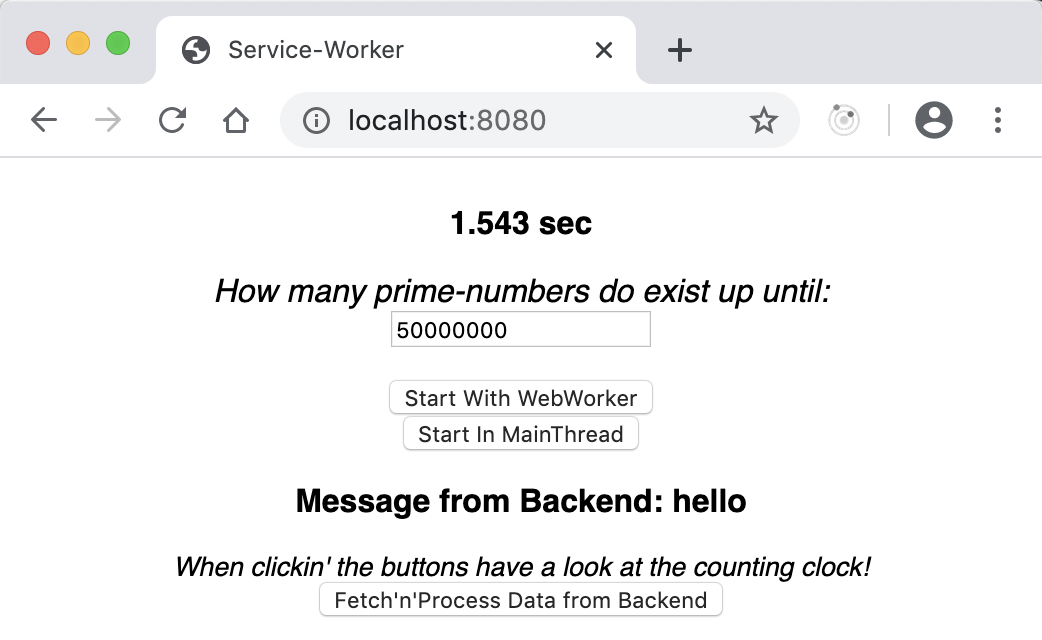 Service-Worker
localhost:8080
1.543 sec
How many prime-numbers do exist up until:
50000000
Start With WebWorker
Start In MainThread
Message from Backend: hello
When clickin' the buttons have a look at the counting clock!
Fetch'n'Process Data from Backend